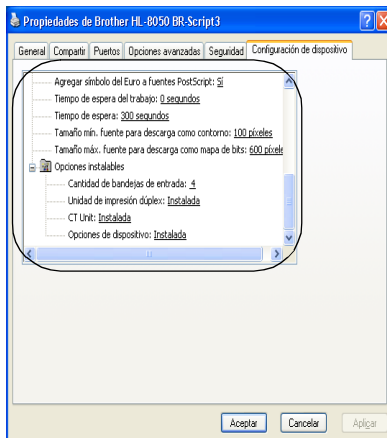 Propiedades de Brother HL-8050 BR-Script3
General Compartir Puertos Opciones avanzadas Seguridad Configuración de dispositivo
Agregar símbolo del Euro a fuentes PostScript: Sí
Tiempo de espera del trabajo: 0 segundos
Tiempo de espera: 300 segundos
Tamaño mín. fuente para descarga como contorno: 100 píxeles
Tamaño máx. fuente para descarga como mapa de bits: 600 píxele
Opciones instalables
Cantidad de bandejas de entrada: 4
Unidad de impresión dúplex: Instalada
CT Unit: Instalada
Opciones de dispositivo: Instalada
Aceptar Cancelar Aplicar